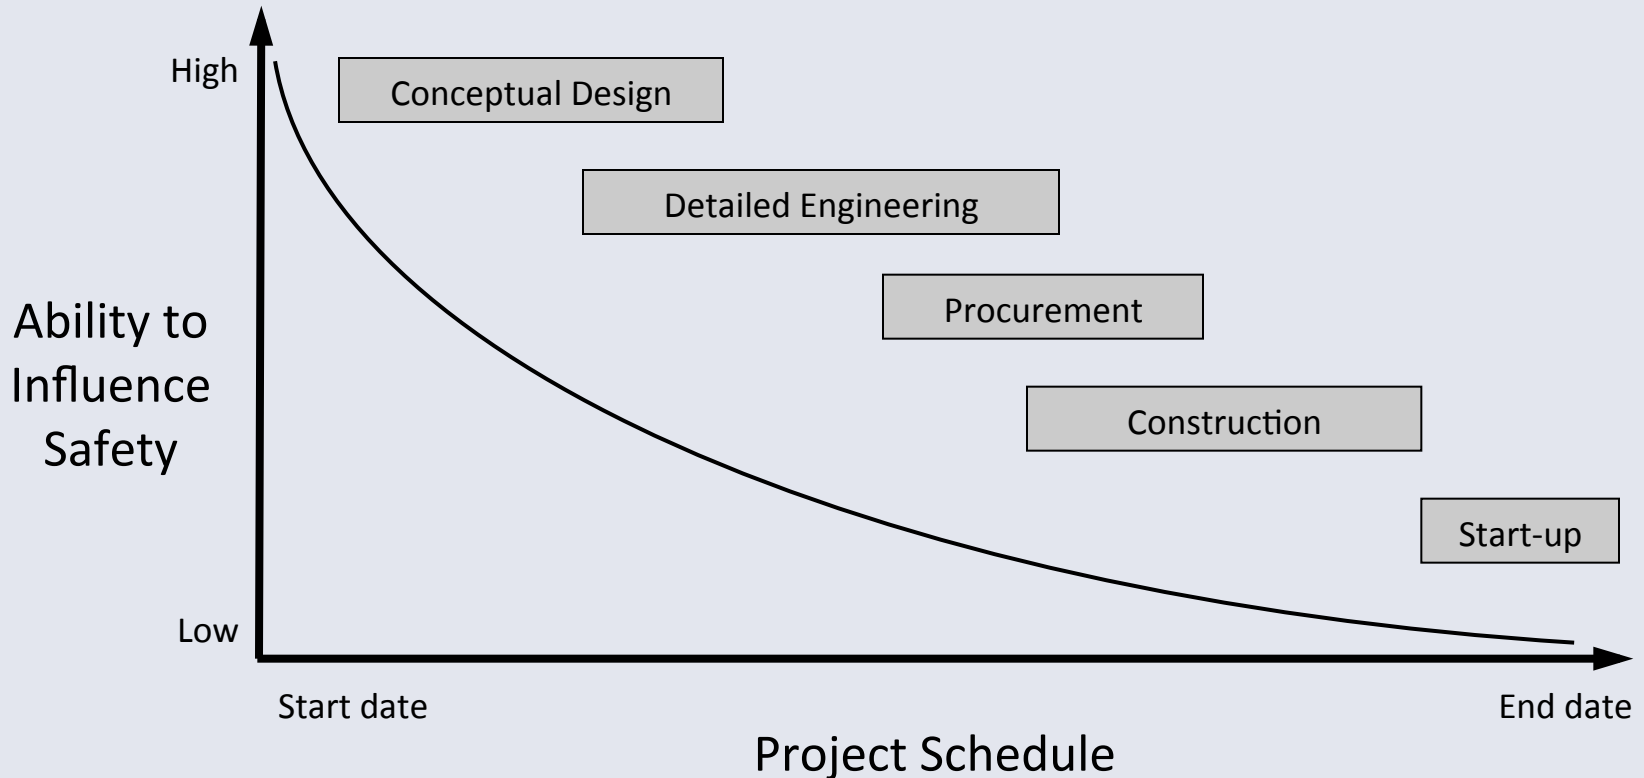 High
Conceptual Design
Detailed Engineering
Ability to
Influence
Safety
Procurement
Construction
Start-up
Low
Start date
End date
Project Schedule